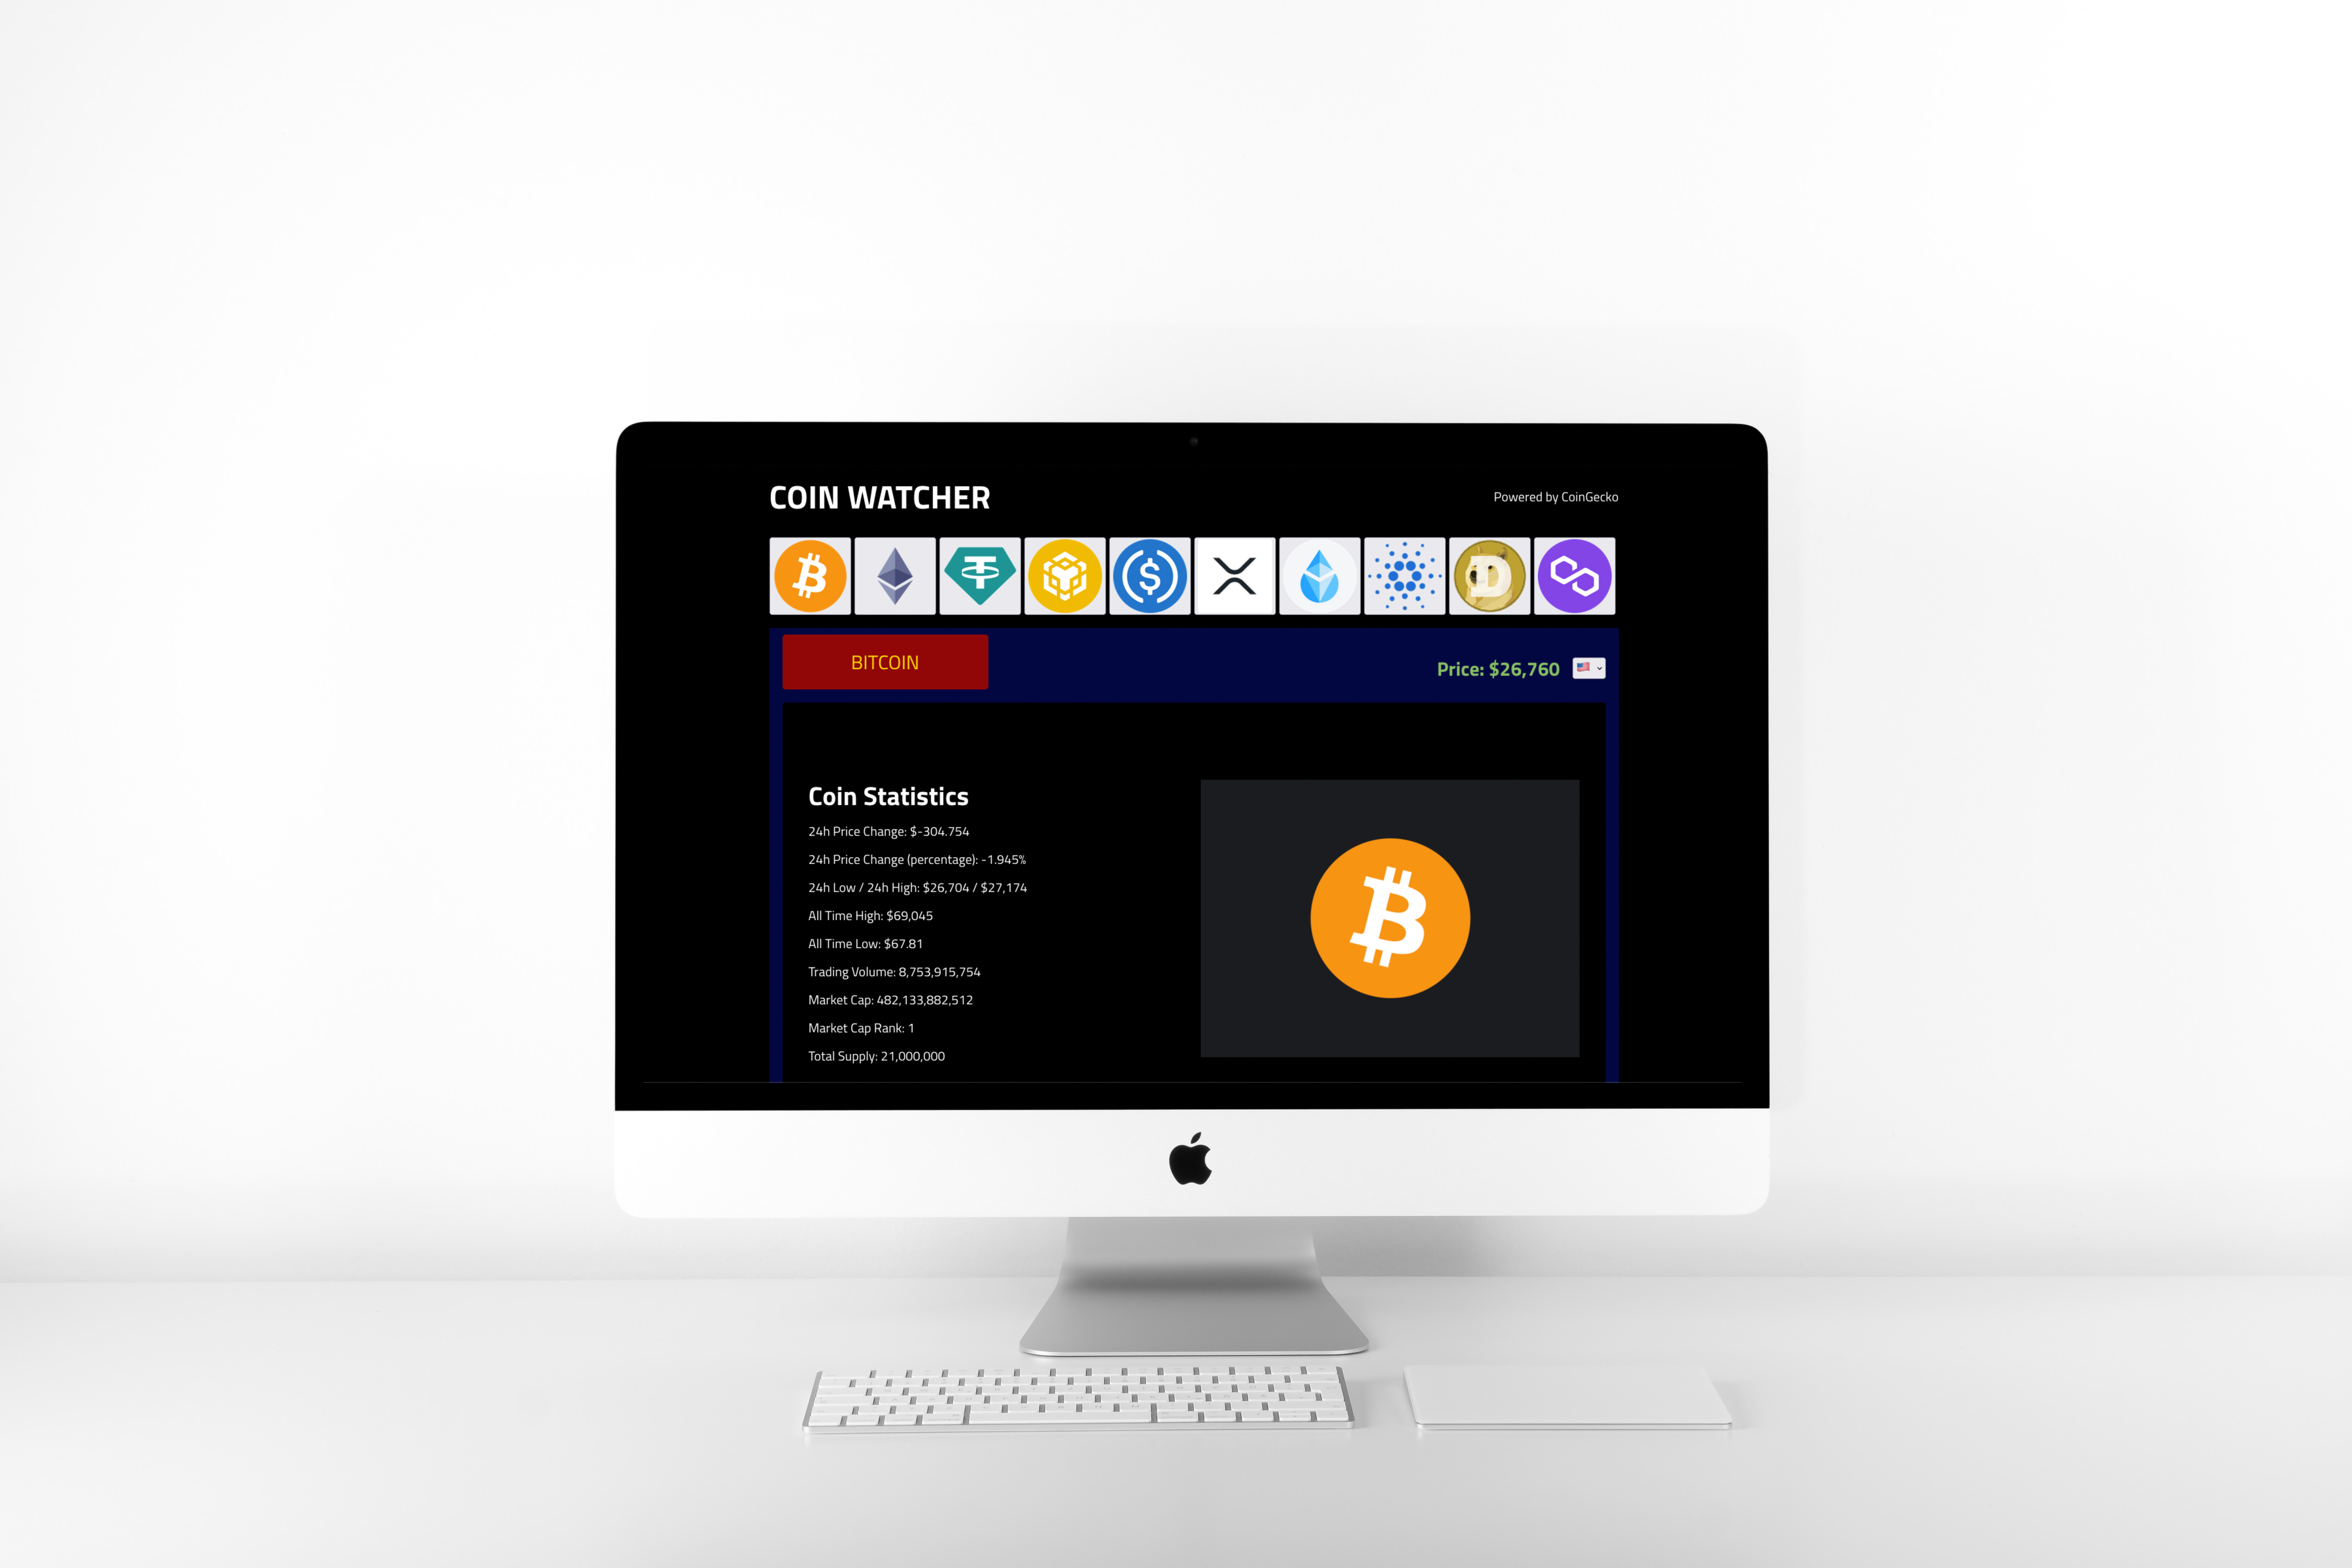 COIN WATCHER
Powered by CoinGecko
BITCOIN
Price: $26,760
Coin Statistics
24h Price Change: $-304.754
24h Price Change (percentage): -1.945%
24h Low / 24h High: $26,704 / $27,174
All Time High: $69,045
All Time Low: $67.81
Trading Volume: 8,753,915,754
Market Cap: 482,133,882,512
Market Cap Rank: 1
Total Supply: 21,000,000